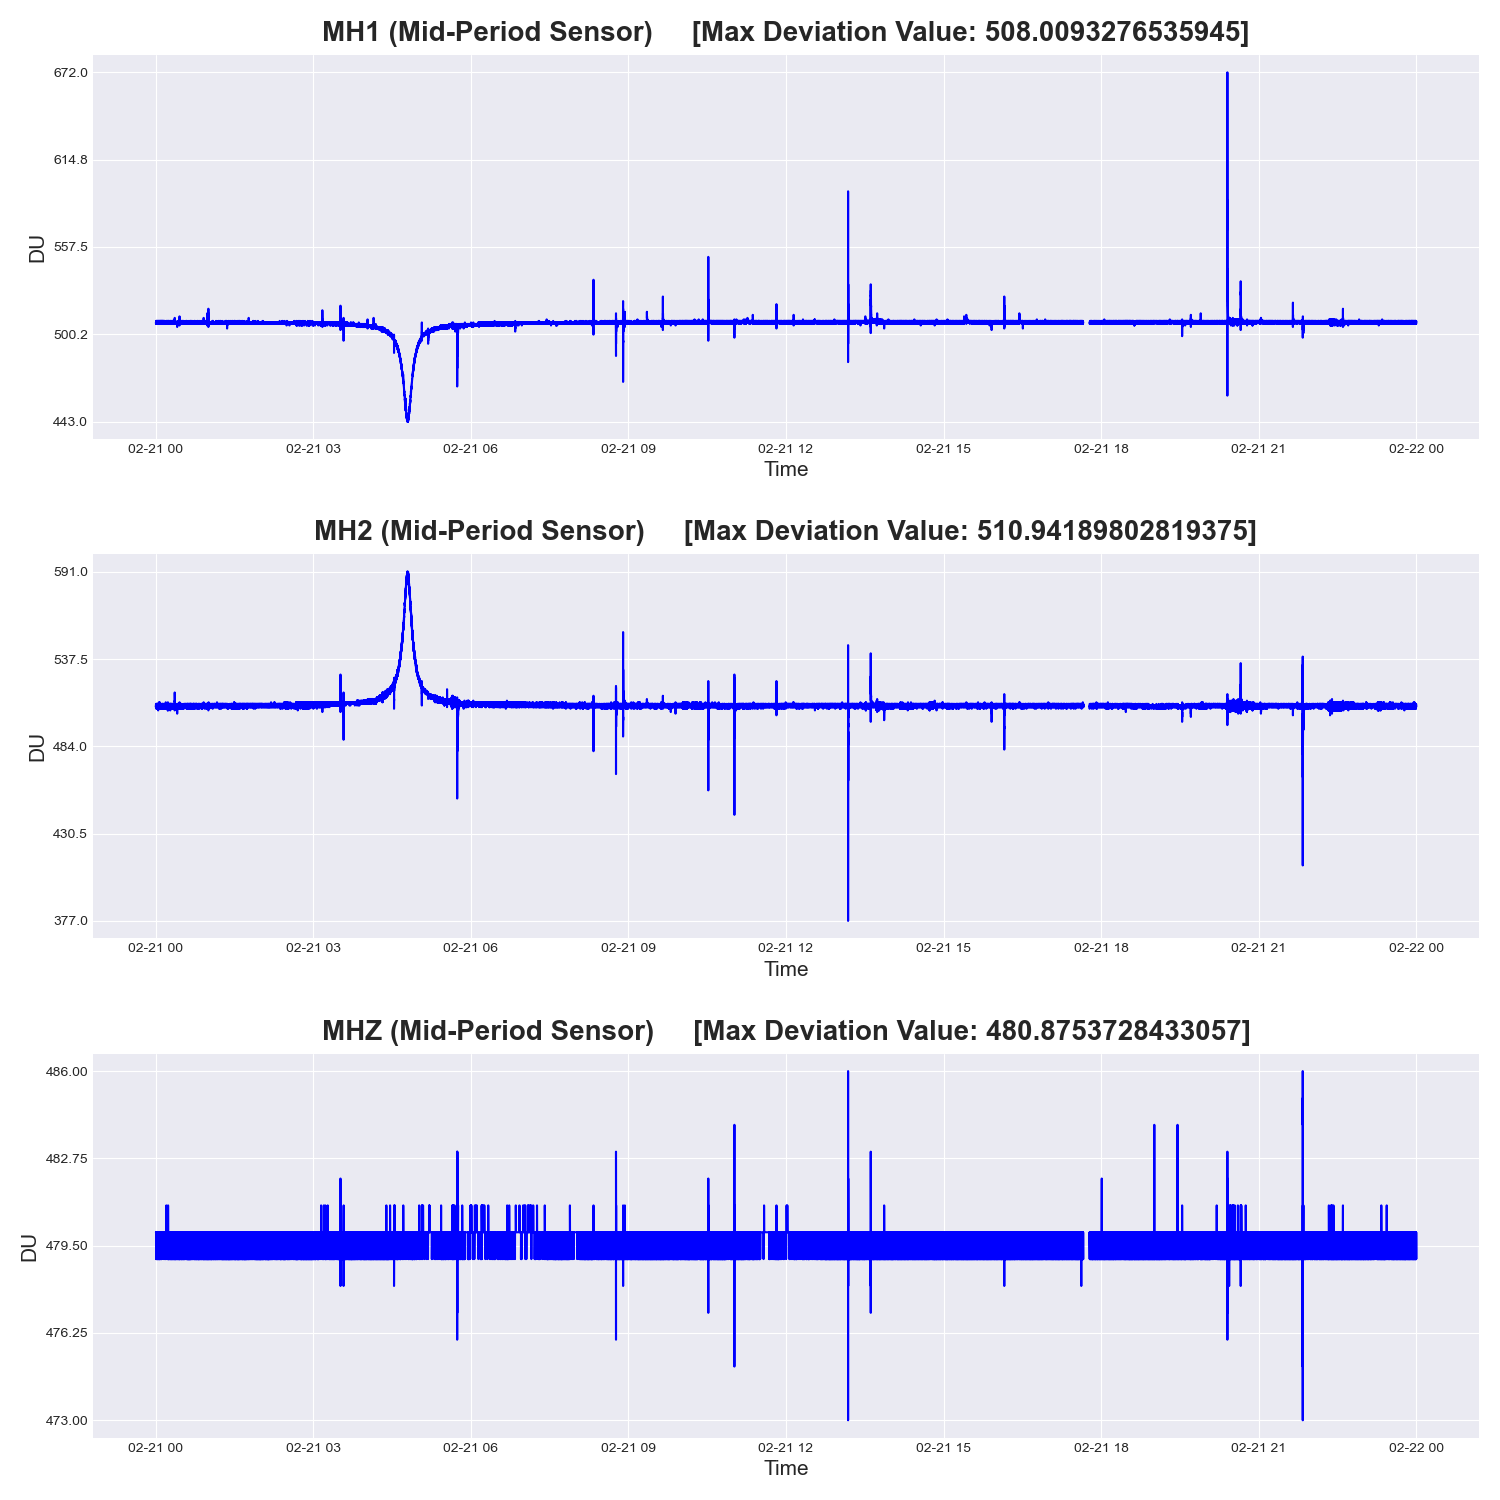 MH1 (Mid-Period Sensor) [Max Deviation Value: 508.0093276535945]
672.0
614.8
557.5
500.2
443.0
DU
02-21 00 02-21 03 02-21 06 02-21 09 02-21 12 02-21 15 02-21 18 02-21 21 02-22 00
Time
MH2 (Mid-Period Sensor) [Max Deviation Value: 510.94189802819375]
591.0
537.5
484.0
430.5
377.0
DU
02-21 00 02-21 03 02-21 06 02-21 09 02-21 12 02-21 15 02-21 18 02-21 21 02-22 00
Time
MHZ (Mid-Period Sensor) [Max Deviation Value: 480.8753728433057]
486.00
482.75
479.50
476.25
473.00
DU
02-21 00 02-21 03 02-21 06 02-21 09 02-21 12 02-21 15 02-21 18 02-21 21 02-22 00
Time